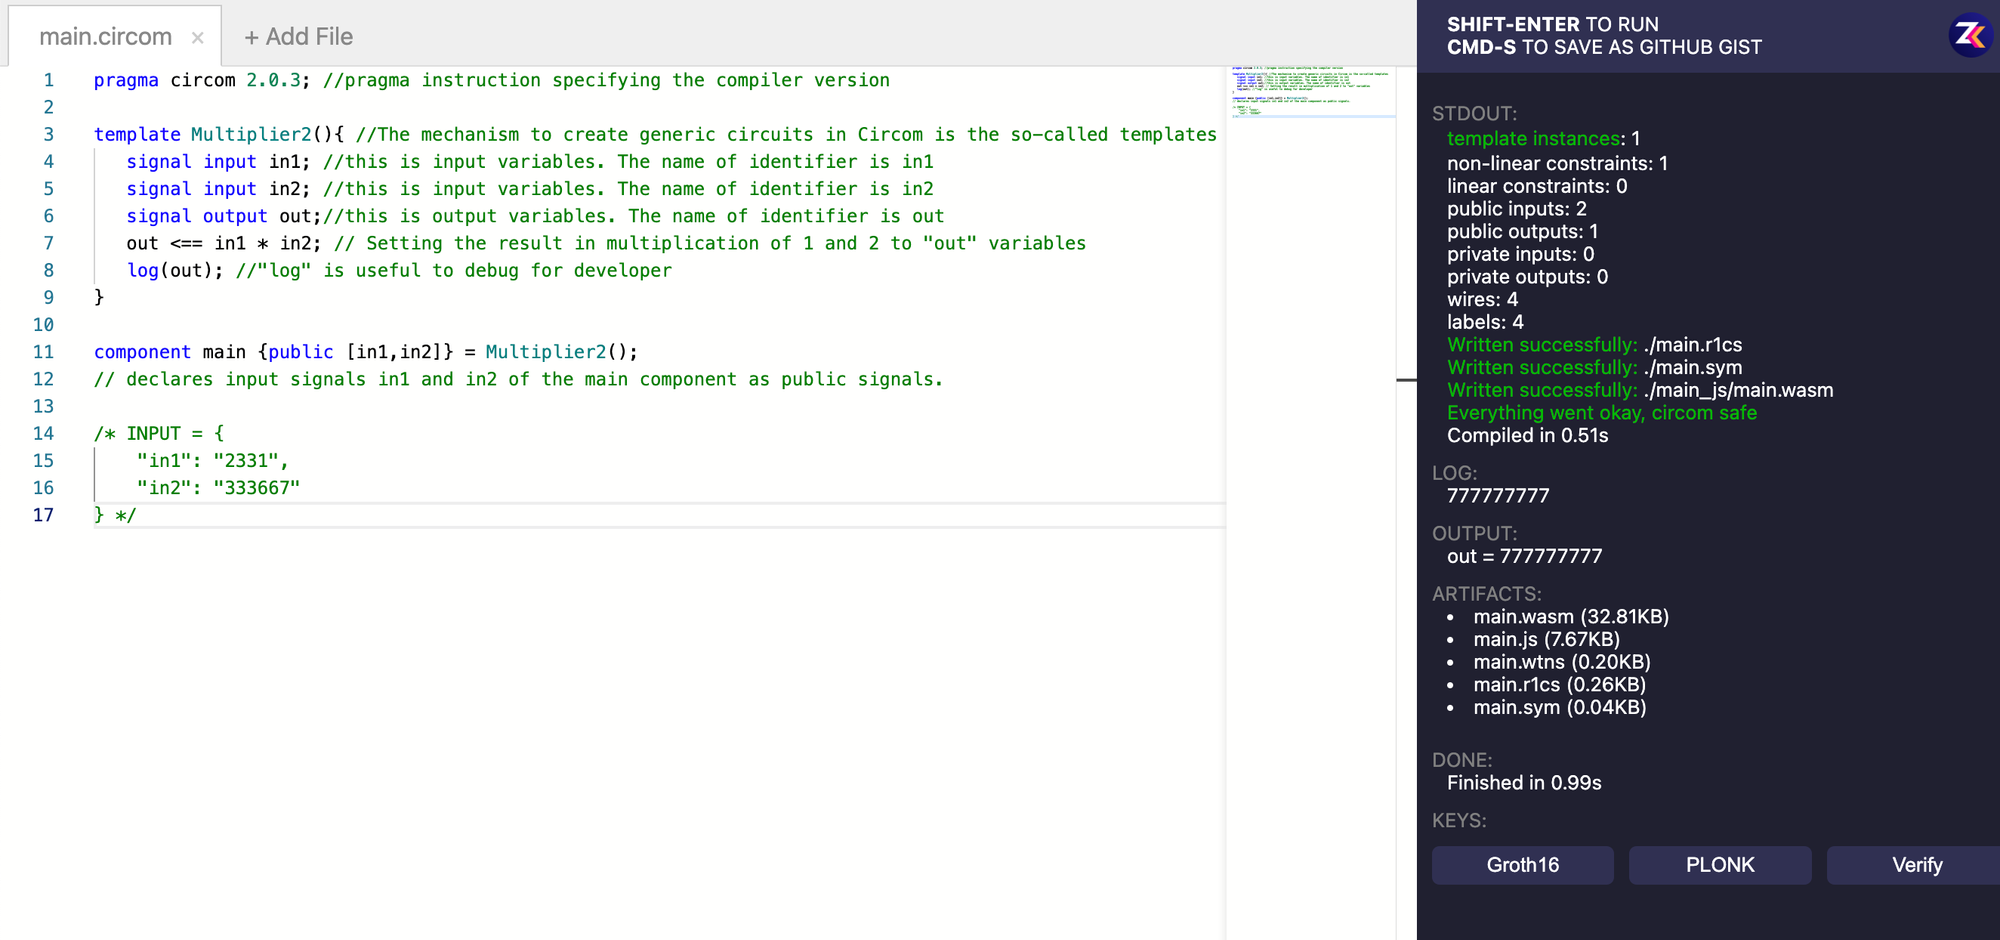 main.circom ×
+ Add File
1 pragma circom 2.0.3; //pragma instruction specifying the compiler version
2
3 template Multiplier2(){ //The mechanism to create generic circuits in Circom is the so-called templates
4 signal input in1; //this is input variables. The name of identifier is in1
5 signal input in2; //this is input variables. The name of identifier is in2
6 signal output out;//this is output variables. The name of identifier is out
7 out <== in1 * in2; // Setting the result in multiplication of 1 and 2 to "out" variables
8 log(out); //"log" is useful to debug for developer
9 }
10
11 component main {public [in1,in2]} = Multiplier2();
12 // declares input signals in1 and in2 of the main component as public signals.
13
14 /* INPUT = {
15 "in1": "2331",
16 "in2": "333667"
17 } */
SHIFT-ENTER TO RUN
CMD-S TO SAVE AS GITHUB GIST
STDOUT:
template instances: 1
non-linear constraints: 1
linear constraints: 0
public inputs: 2
public outputs: 1
private inputs: 0
private outputs: 0
wires: 4
labels: 4
Written successfully: ./main.r1cs
Written successfully: ./main.sym
Written successfully: ./main_js/main.wasm
Everything went okay, circom safe
Compiled in 0.51s
LOG:
777777777
OUTPUT:
out = 777777777
ARTIFACTS:
• main.wasm (32.81KB)
• main.js (7.67KB)
• main.wtns (0.20KB)
• main.r1cs (0.26KB)
• main.sym (0.04KB)
DONE:
Finished in 0.99s
KEYS:
Groth16
PLONK
Verify